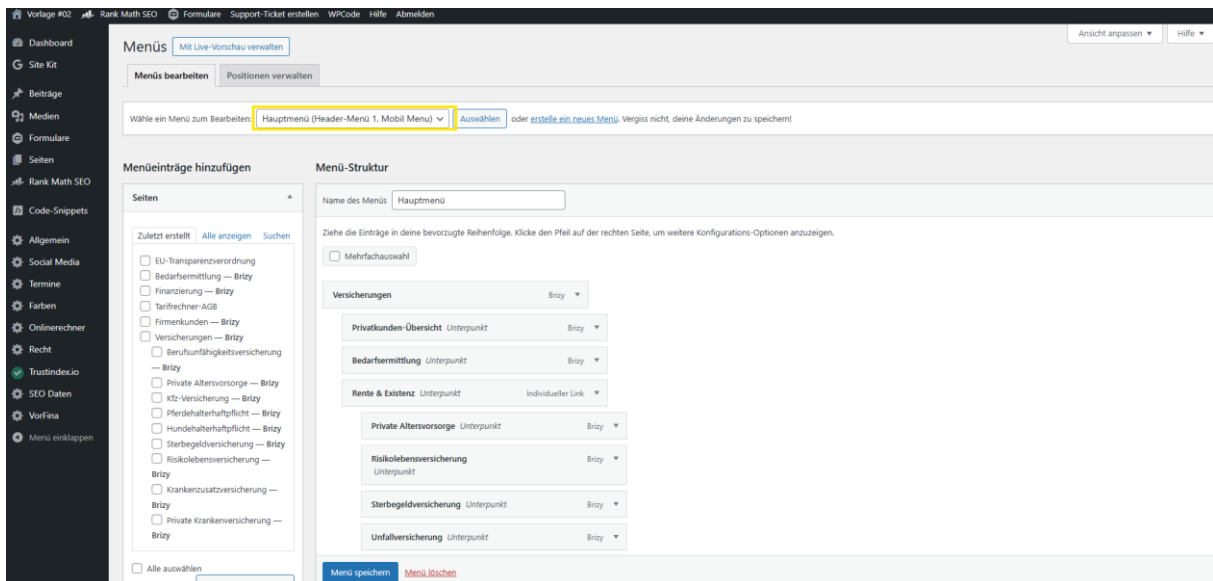 Vorlage #02 Rank Math SEO Formulare Support-Ticket erstellen WPCode Hilfe Abmelden
Dashboard
Site Kit
Beiträge
Medien
Formulare
Seiten
Rank Math SEO
Code-Snippets
Allgemein
Social Media
Termine
Farben
Onlinerechner
Recht
Trustindex.io
SEO Daten
VorFina
Menü einklappen
Ansicht anpassen Hilfe
Menüs Mit Live-Vorschau verwalten
Menüs bearbeiten Positionen verwalten
Wähle ein Menü zum Bearbeiten: Hauptmenü (Header-Menü 1, Mobil Menu) Auswählen oder erstelle ein neues Menü. Vergiss nicht, deine Änderungen zu speichern!
Menüeinträge hinzufügen
Seiten
Zuletzt erstellt Alle anzeigen Suchen
EU-Transparenzverordnung
Bedarfsermittlung — Brizy
Finanzierung — Brizy
Tarifrechner-AGB
Firmenkunden — Brizy
Versicherungen — Brizy
Berufsunfähigkeitsversicherung
— Brizy
Private Altersvorsorge — Brizy
Kfz-Versicherung — Brizy
Pferdehalterhaftpflicht — Brizy
Hundehalterhaftpflicht — Brizy
Sterbegeldversicherung — Brizy
Risikolebensversicherung —
Brizy
Krankenzusatzversicherung —
Brizy
Private Krankenversicherung —
Brizy
Alle auswählen
Menü-Struktur
Name des Menüs Hauptmenü
Ziehe die Einträge in deine bevorzugte Reihenfolge. Klicke den Pfeil auf der rechten Seite, um weitere Konfigurations-Optionen anzuzeigen.
Mehrfachauswahl
Versicherungen Brizy
Privatkunden-Übersicht Unterpunkt Brizy
Bedarfsermittlung Unterpunkt Brizy
Rente & Existenz Unterpunkt Individueller Link
Private Altersvorsorge Unterpunkt Brizy
Risikolebensversicherung Brizy
Unterpunkt
Sterbegeldversicherung Unterpunkt Brizy
Unfallversicherung Unterpunkt Brizy
Menü speichern Menü löschen